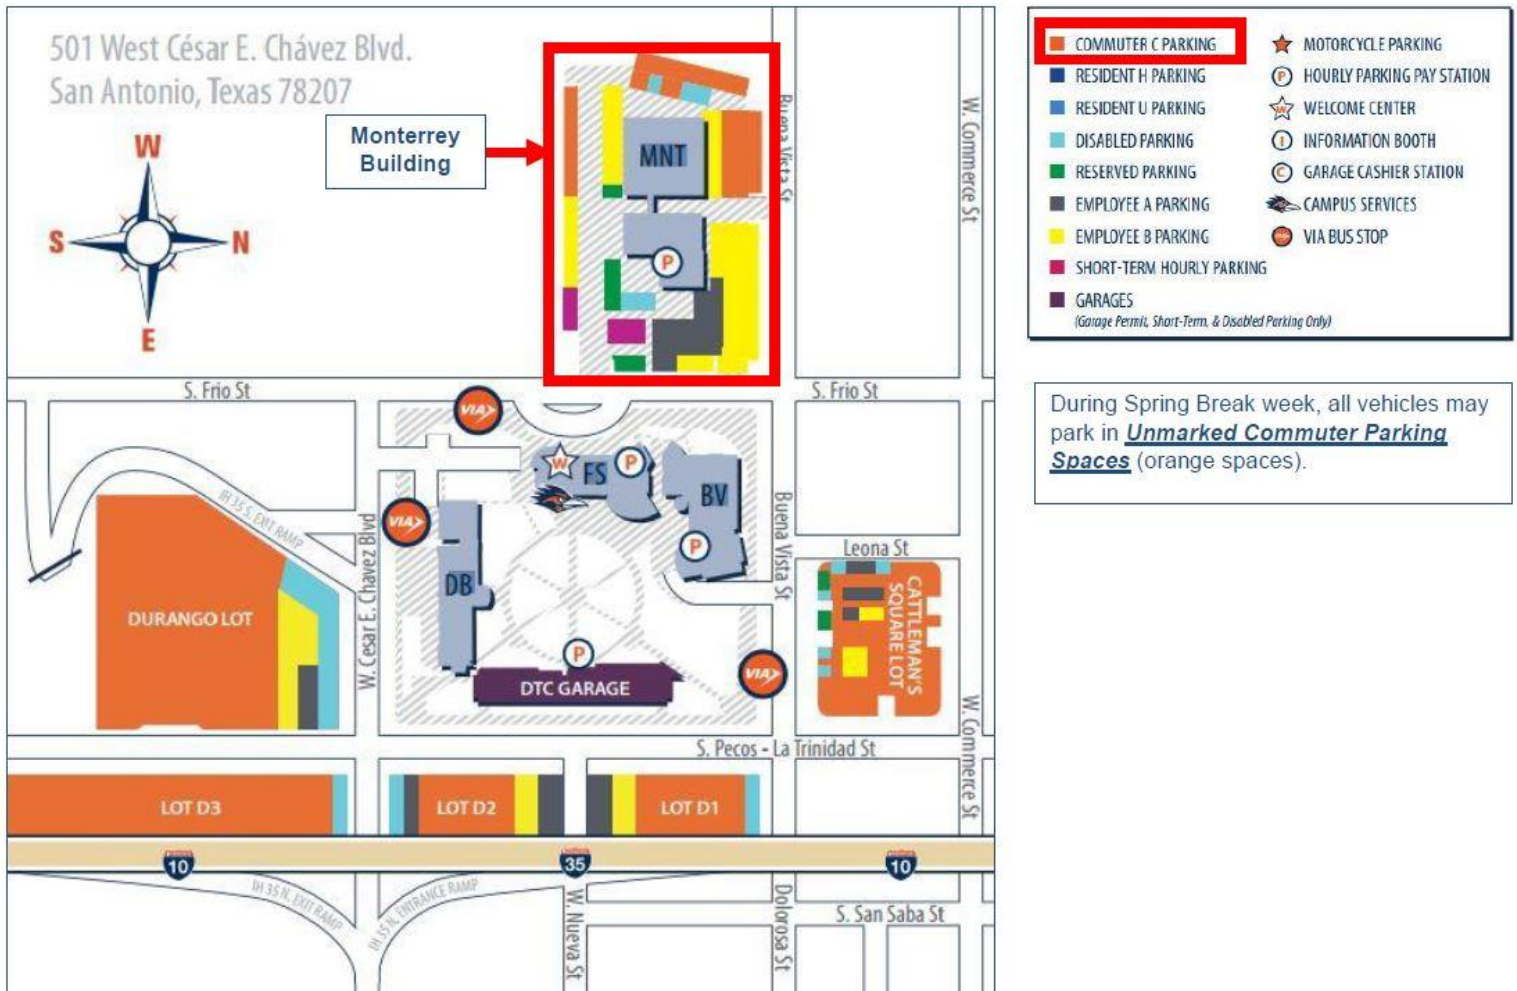 501 West César E. Chávez Blvd.
San Antonio, Texas 78207
W
S
N
E
Monterrey
Building
MNT
P
Buena Vista St
W. Commerce St
S. Frio St
S. Frio St
VIA
W
FS
P
BV
P
VIA
DB
IH 35 S. EXIT RAMP
W. Cesar E. Chavez Blvd
Buena Vista St
Leona St
CATTLEMAN'S
SQUARE LOT
DURANGO LOT
P
DTC GARAGE
VIA
W. Commerce St
S. Pecos - La Trinidad St
LOT D3
LOT D2
LOT D1
10
35
10
IH 35 N. EXIT RAMP
IH 35 N. ENTRANCE RAMP
W. Nueva St
Dolorosa St
S. San Saba St
COMMUTER C PARKING
RESIDENT H PARKING
RESIDENT U PARKING
DISABLED PARKING
RESERVED PARKING
EMPLOYEE A PARKING
EMPLOYEE B PARKING
SHORT-TERM HOURLY PARKING
GARAGES
(Garage Permit, Short-Term, & Disabled Parking Only)
MOTORCYCLE PARKING
P HOURLY PARKING PAY STATION
W WELCOME CENTER
I INFORMATION BOOTH
C GARAGE CASHIER STATION
CAMPUS SERVICES
VIA BUS STOP
During Spring Break week, all vehicles may
park in Unmarked Commuter Parking
Spaces (orange spaces).